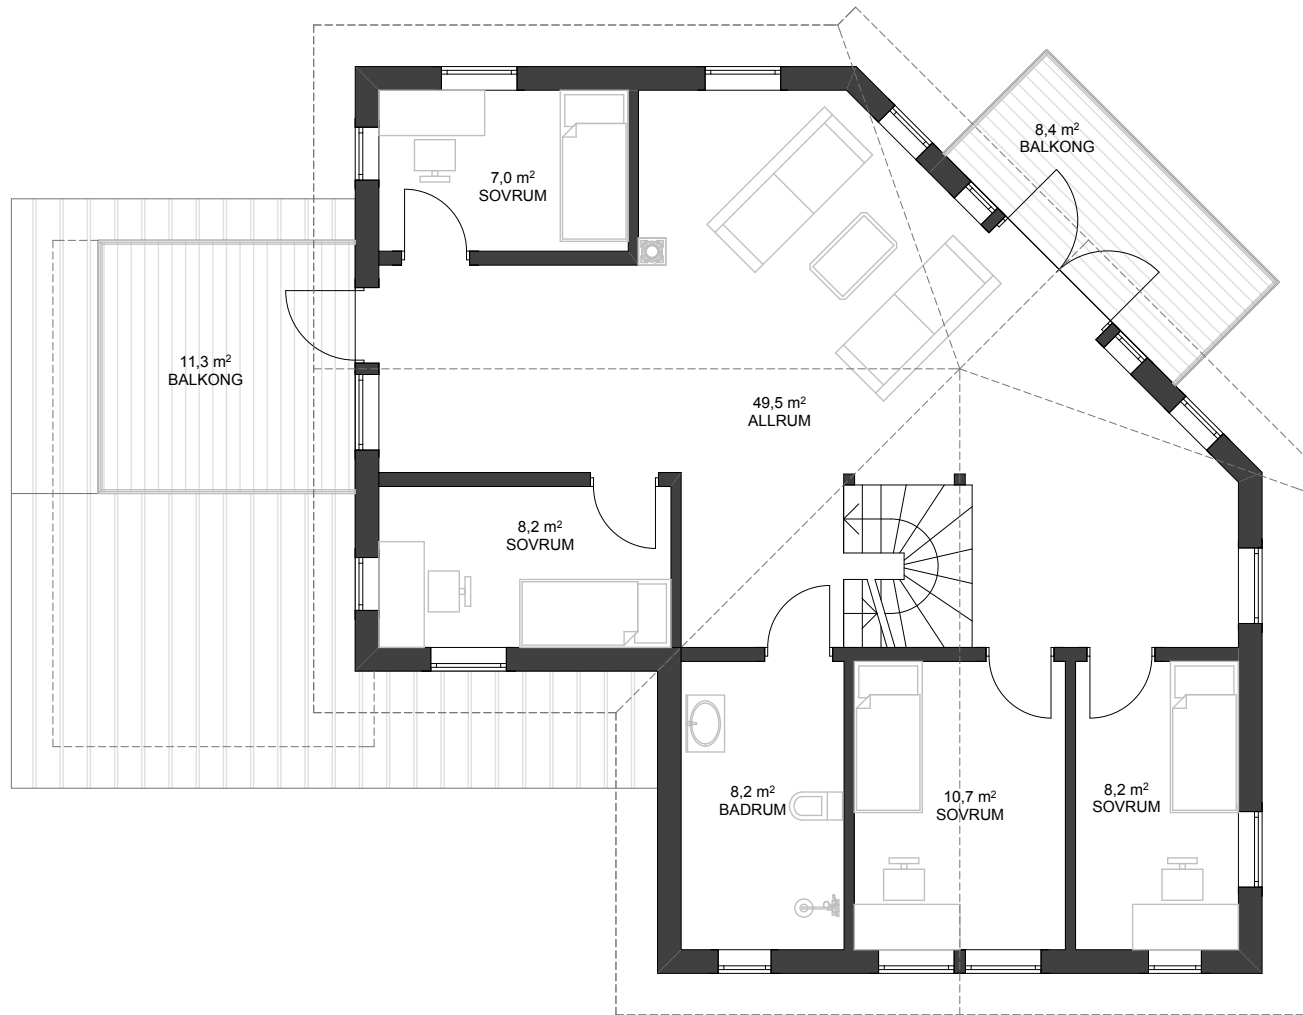 8,4 m²
BALKONG
7,0 m²
SOVRUM
11,3 m²
BALKONG
49,5 m²
ALLRUM
8,2 m²
SOVRUM
8,2 m²
BADRUM
10,7 m²
SOVRUM
8,2 m²
SOVRUM